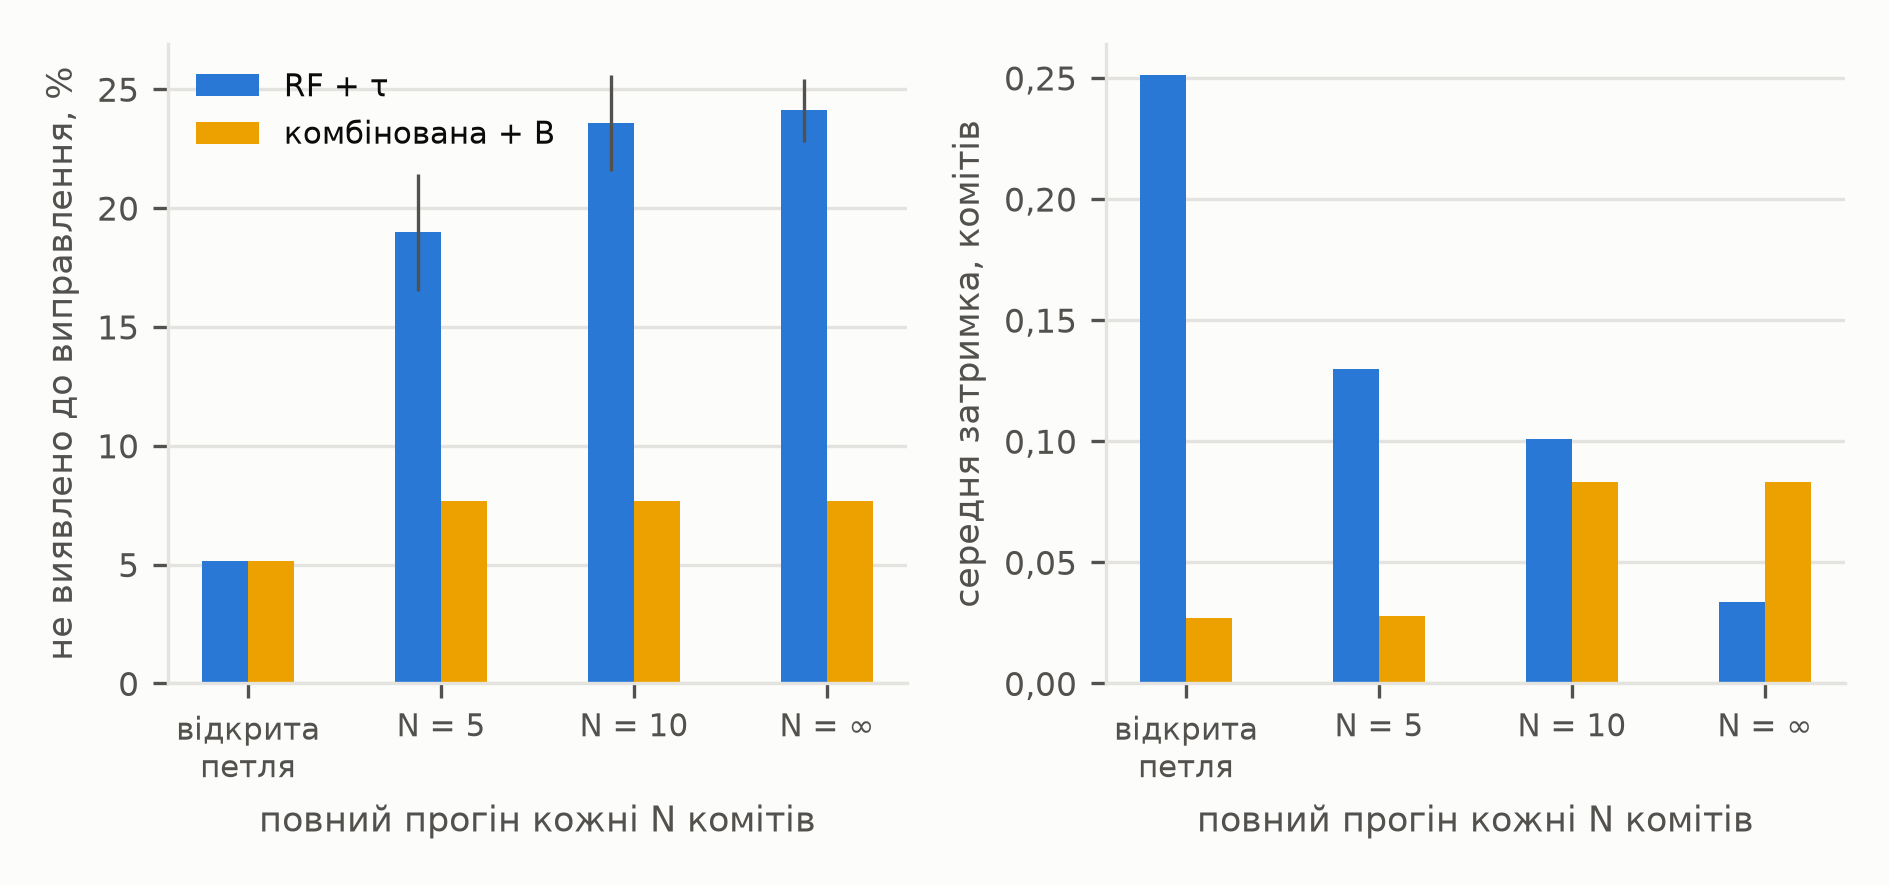 не виявлено до виправлення, %
25
20
15
10
5
0
RF + τ
комбінована + B
відкрита
петля
N = 5
N = 10
N = ∞
повний прогін кожні N комітів
середня затримка, комітів
0,25
0,20
0,15
0,10
0,05
0,00
відкрита
петля
N = 5
N = 10
N = ∞
повний прогін кожні N комітів